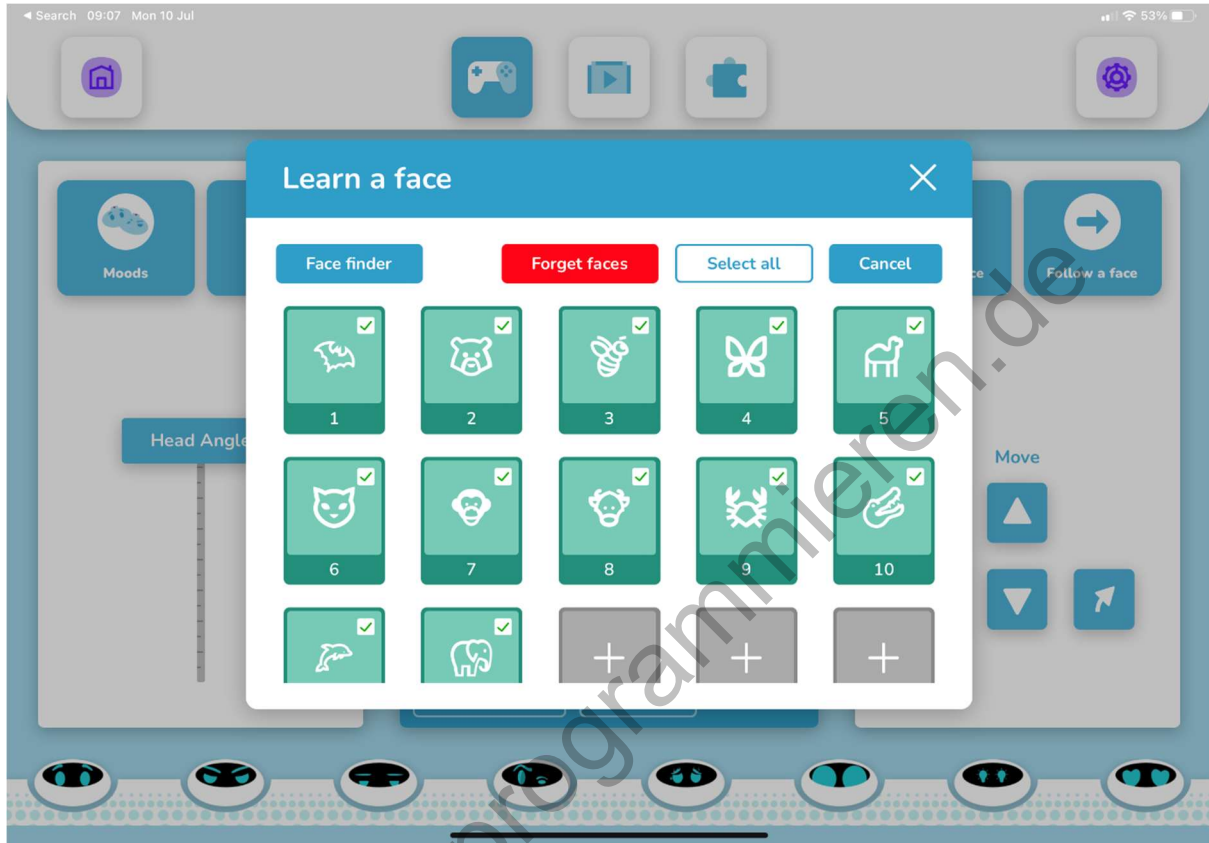 Search 09:07 Mon 10 Jul 53%
Learn a face
Face finder Forget faces Select all Cancel
Moods
ce
Follow a face
1 2 3 4 5
Head Angle
Move
6 7 8 9 10
programmieren.de